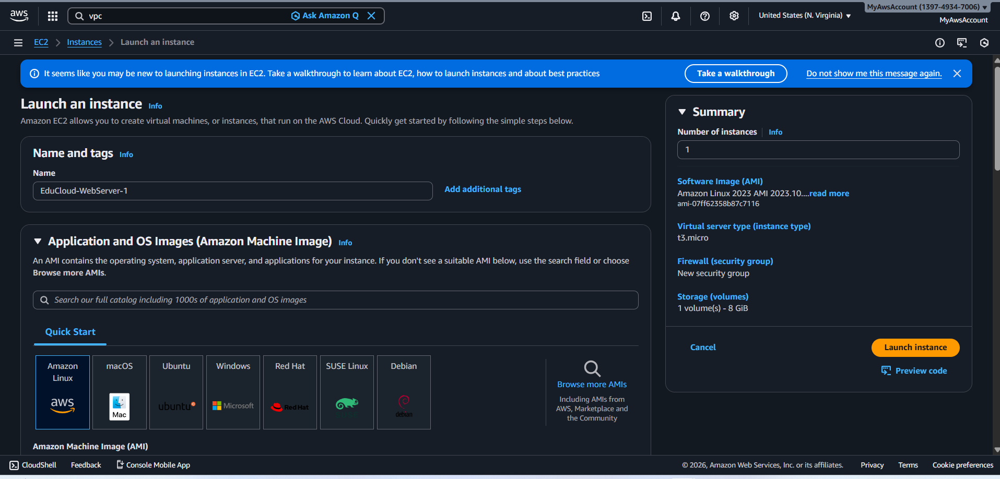 aws
vpc
Ask Amazon Q
United States (N. Virginia)
MyAwsAccount (1397-4934-7006)
MyAwsAccount
EC2
Instances
Launch an instance
It seems like you may be new to launching instances in EC2. Take a walkthrough to learn about EC2, how to launch instances and about best practices
Take a walkthrough
Do not show me this message again.
Launch an instance Info
Amazon EC2 allows you to create virtual machines, or instances, that run on the AWS Cloud. Quickly get started by following the simple steps below.
Name and tags Info
Name
EduCloud-WebServer-1
Add additional tags
Application and OS Images (Amazon Machine Image) Info
An AMI contains the operating system, application server, and applications for your instance. If you don't see a suitable AMI below, use the search field or choose
Browse more AMIs.
Search our full catalog including 1000s of application and OS images
Quick Start
Amazon
Linux
aws
macOS
Mac
Ubuntu
ubuntu
Windows
Microsoft
Red Hat
Red Hat
SUSE Linux
SUSE
Debian
debian
Browse more AMIs
Including AMIs from
AWS, Marketplace and
the Community
Amazon Machine Image (AMI)
Summary
Number of instances Info
1
Software Image (AMI)
Amazon Linux 2023 AMI 2023.10....read more
ami-07ff62358b87c7116
Virtual server type (instance type)
t3.micro
Firewall (security group)
New security group
Storage (volumes)
1 volume(s) - 8 GiB
Cancel
Launch instance
Preview code
CloudShell
Feedback
Console Mobile App
© 2026, Amazon Web Services, Inc. or its affiliates.
Privacy
Terms
Cookie preferences